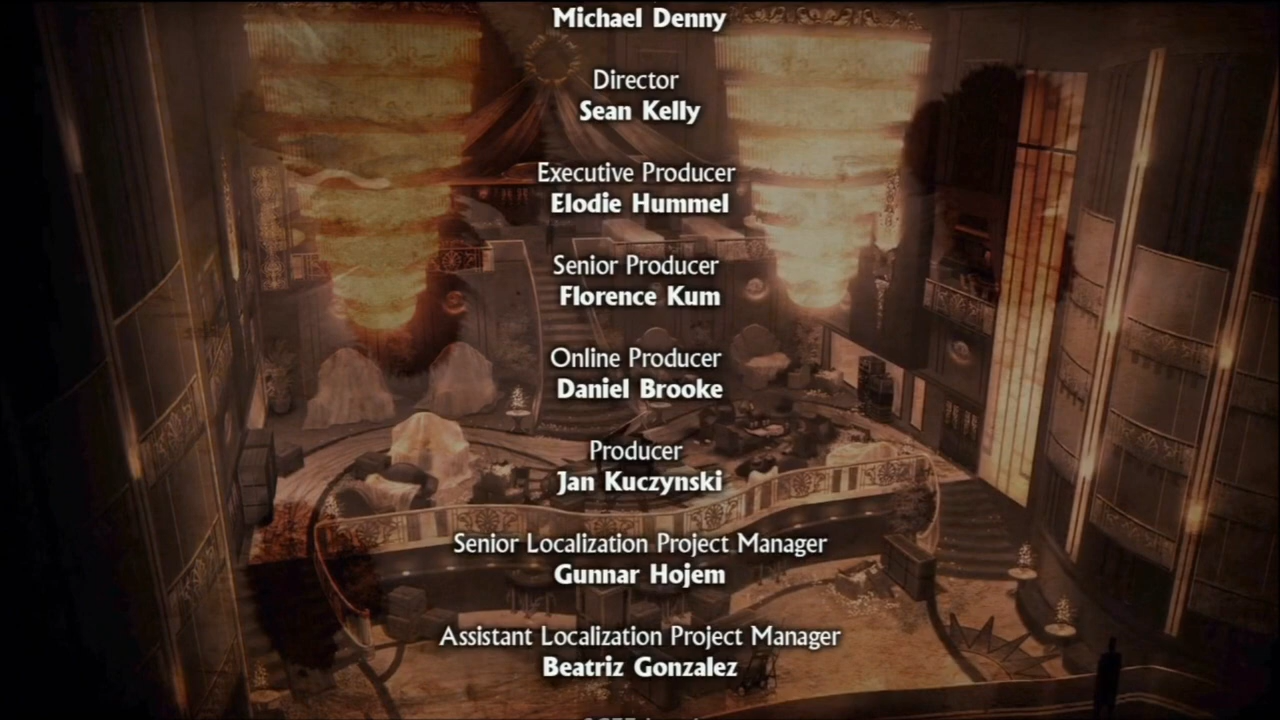 Michael Denny
Director
Sean Kelly
Executive Producer
Elodie Hummel
Senior Producer
Florence Kum
Online Producer
Daniel Brooke
Producer
Jan Kuczynski
Senior Localization Project Manager
Gunnar Hojem
Assistant Localization Project Manager
Beatriz Gonzalez